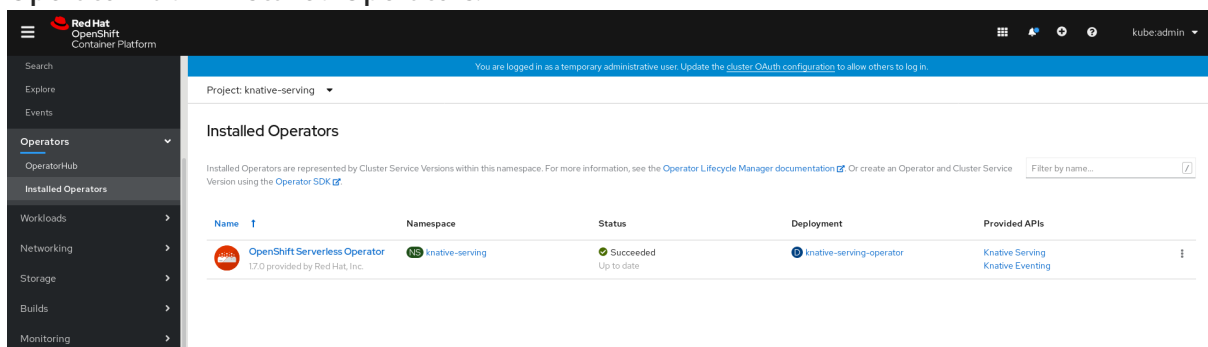 Red Hat
OpenShift
Container Platform
kube:admin
You are logged in as a temporary administrative user. Update the cluster OAuth configuration to allow others to log in.
Search
Explore
Events
Operators
OperatorHub
Installed Operators
Workloads
Networking
Storage
Builds
Monitoring
Project: knative-serving
Installed Operators
Installed Operators are represented by Cluster Service Versions within this namespace. For more information, see the Operator Lifecycle Manager documentation. Or create an Operator and Cluster Service
Version using the Operator SDK.
Filter by name...
/
Name Namespace Status Deployment Provided APIs
OpenShift Serverless Operator NS knative-serving Succeeded D knative-serving-operator Knative Serving
1.7.0 provided by Red Hat, Inc. Up to date Knative Eventing